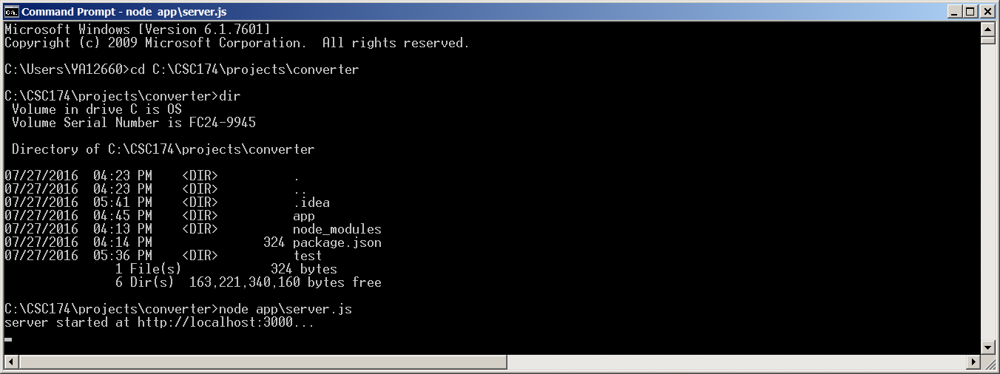 Command Prompt - node  app\server.js
Microsoft Windows [Version 6.1.7601]
Copyright (c) 2009 Microsoft Corporation.  All rights reserved.

C:\Users\YA12660>cd C:\CSC174\projects\converter

C:\CSC174\projects\converter>dir
 Volume in drive C is OS
 Volume Serial Number is FC24-9945

 Directory of C:\CSC174\projects\converter

07/27/2016  04:23 PM    <DIR>          .
07/27/2016  04:23 PM    <DIR>          ..
07/27/2016  05:41 PM    <DIR>          .idea
07/27/2016  04:45 PM    <DIR>          app
07/27/2016  04:13 PM    <DIR>          node_modules
07/27/2016  04:14 PM               324 package.json
07/27/2016  05:36 PM    <DIR>          test
               1 File(s)            324 bytes
               6 Dir(s)  163,221,340,160 bytes free

C:\CSC174\projects\converter>node app\server.js
server started at http://localhost:3000...